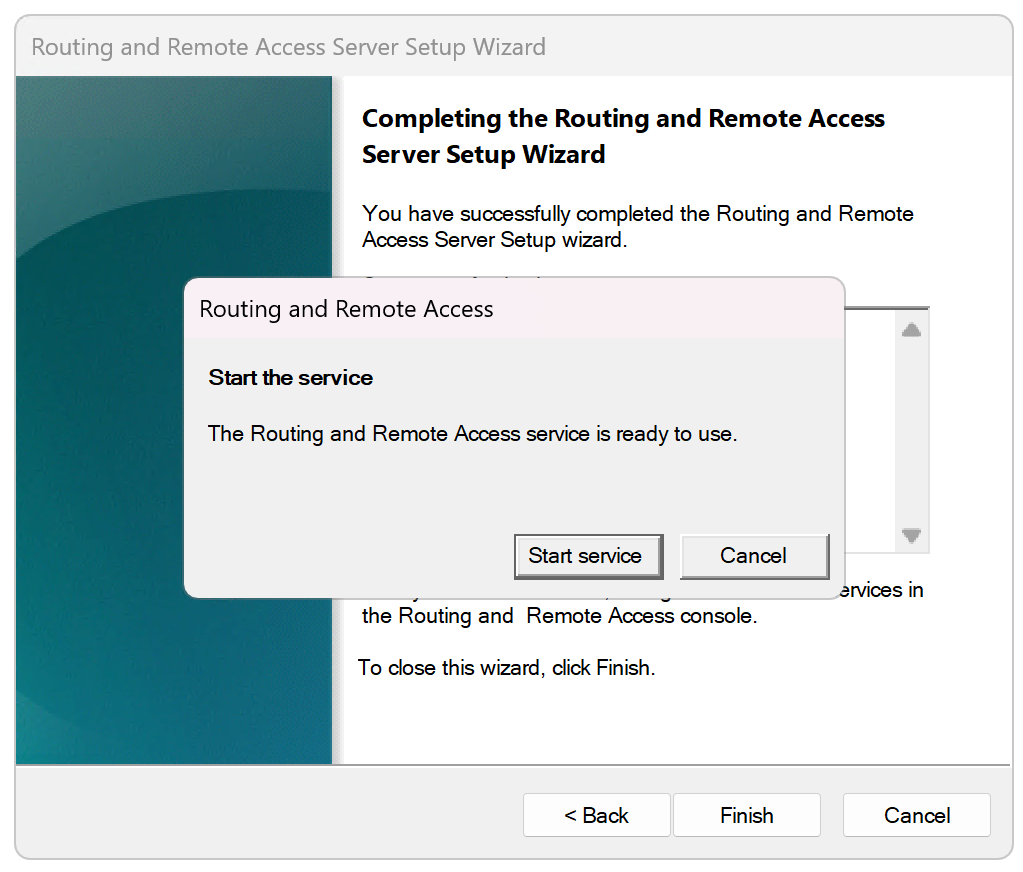 Routing and Remote Access Server Setup Wizard
Completing the Routing and Remote Access
Server Setup Wizard
You have successfully completed the Routing and Remote
Access Server Setup wizard.
Routing and Remote Access
Start the service
The Routing and Remote Access service is ready to use.
Start service
Cancel
in
the Routing and  Remote Access console.
To close this wizard, click Finish.
< Back
Finish
Cancel